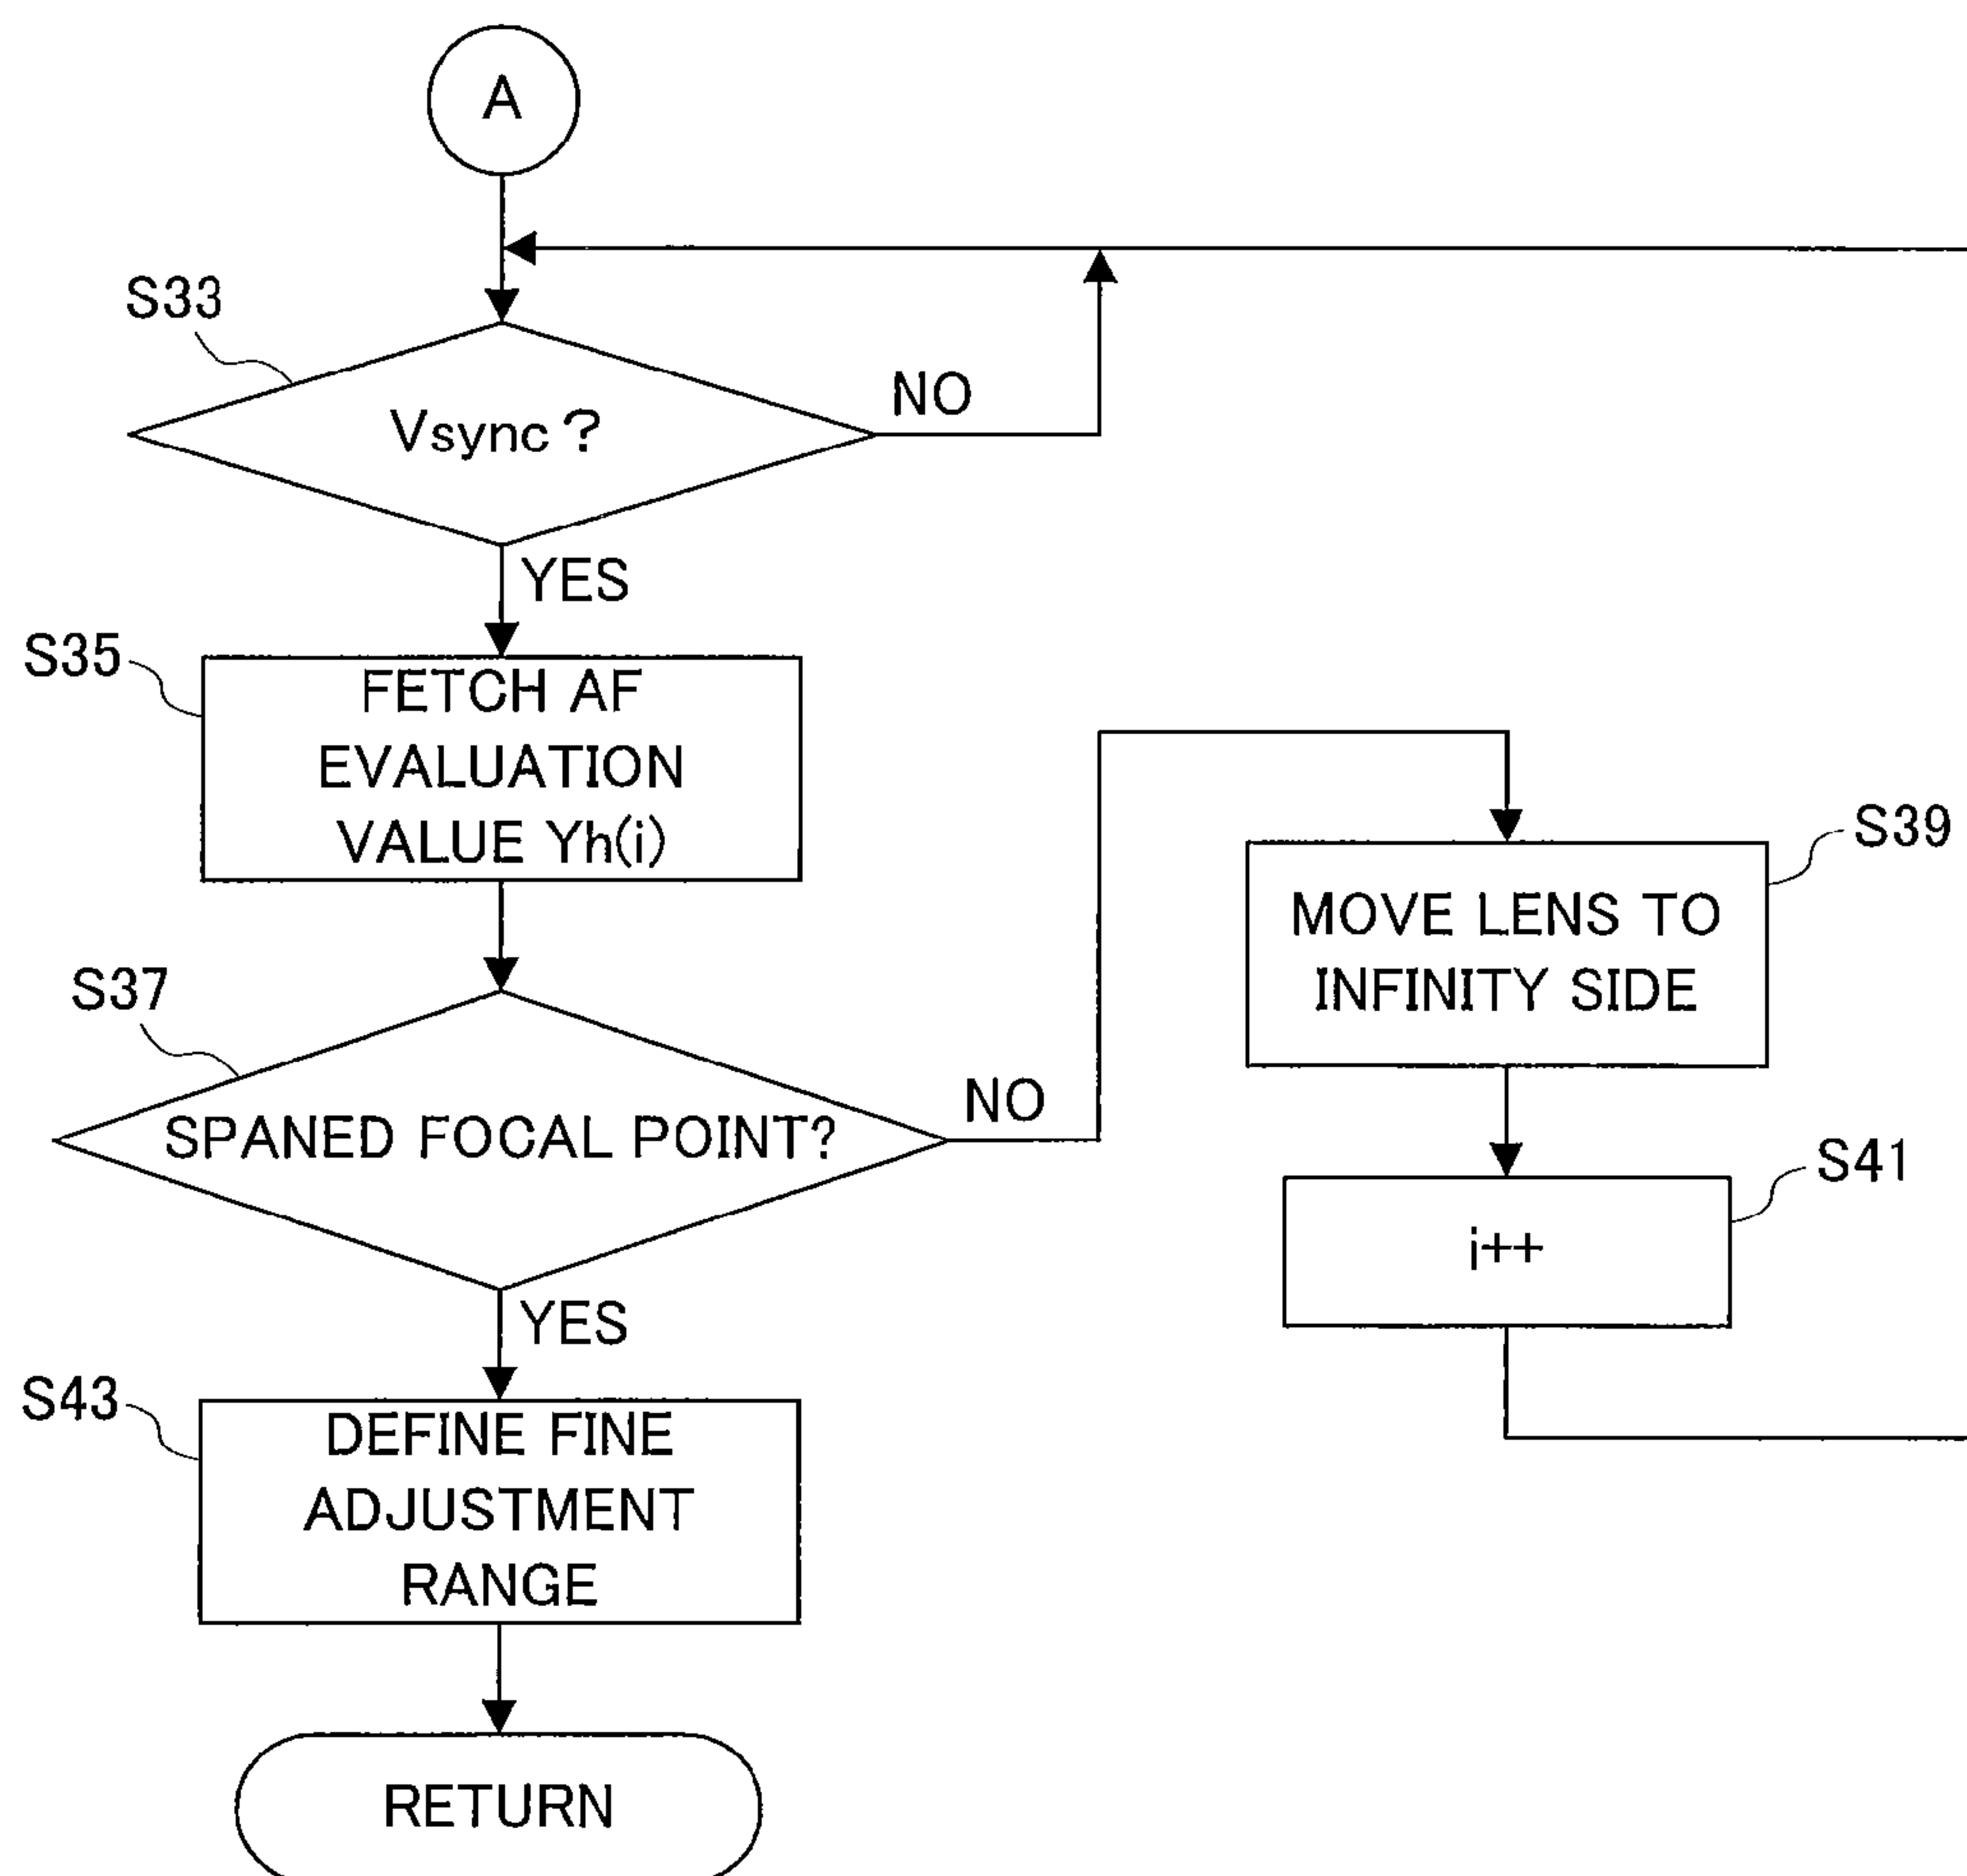 A
S33
Vsync?
NO
YES
S35
FETCH AF
EVALUATION
VALUE Yh(i)
S37
SPANED FOCAL POINT?
NO
S39
MOVE LENS TO
INFINITY SIDE
S41
i++
YES
S43
DEFINE FINE
ADJUSTMENT
RANGE
RETURN